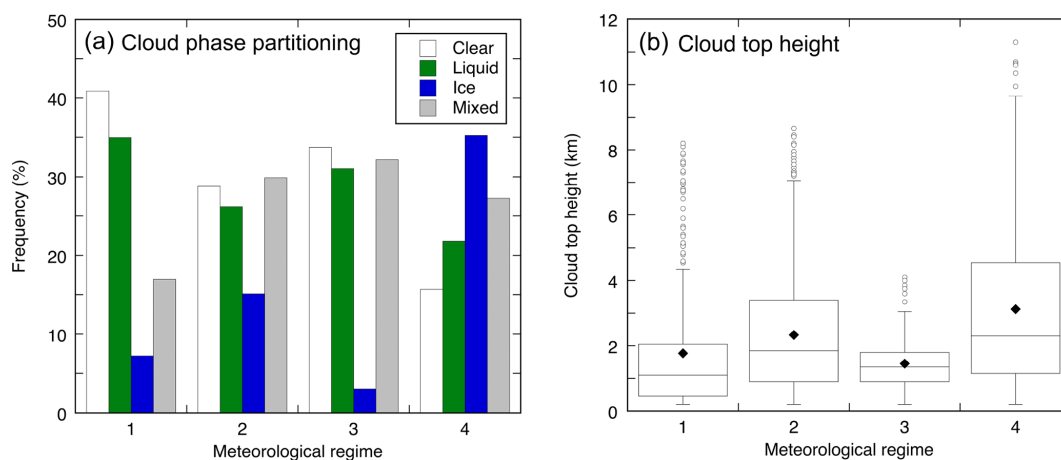 (a) Cloud phase partitioning
Clear
Liquid
Ice
Mixed
50
40
30
20
10
0
Frequency (%)
1 2 3 4
Meteorological regime
(b) Cloud top height
12
10
8
6
4
2
0
Cloud top height (km)
1 2 3 4
Meteorological regime